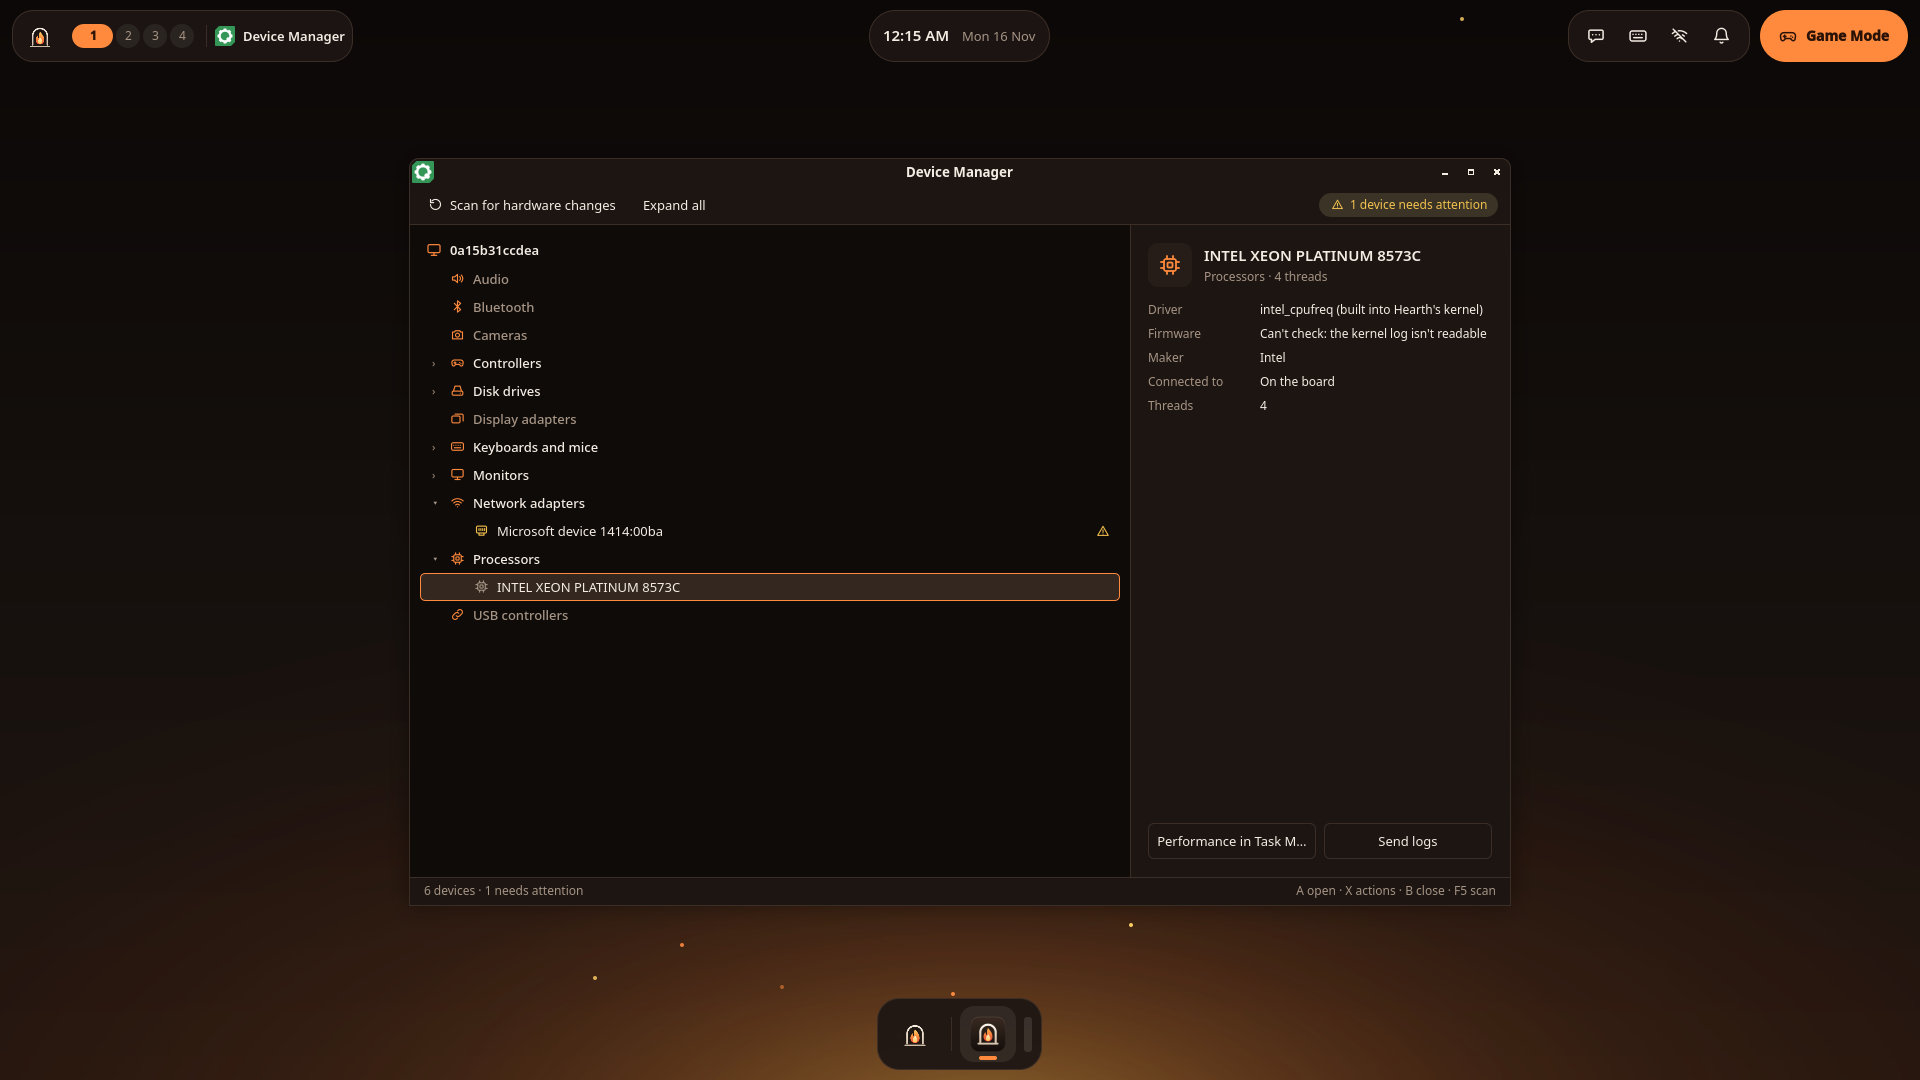 1 2 3 4 Device Manager
12:15 AM Mon 16 Nov
Game Mode
Device Manager
Scan for hardware changes Expand all
1 device needs attention
0a15b31ccdea
Audio
Bluetooth
Cameras
Controllers
Disk drives
Display adapters
Keyboards and mice
Monitors
Network adapters
Microsoft device 1414:00ba
Processors
INTEL XEON PLATINUM 8573C
USB controllers
INTEL XEON PLATINUM 8573C
Processors · 4 threads
Driver intel_cpufreq (built into Hearth's kernel)
Firmware Can't check: the kernel log isn't readable
Maker Intel
Connected to On the board
Threads 4
Performance in Task M... Send logs
6 devices · 1 needs attention
A open · X actions · B close · F5 scan